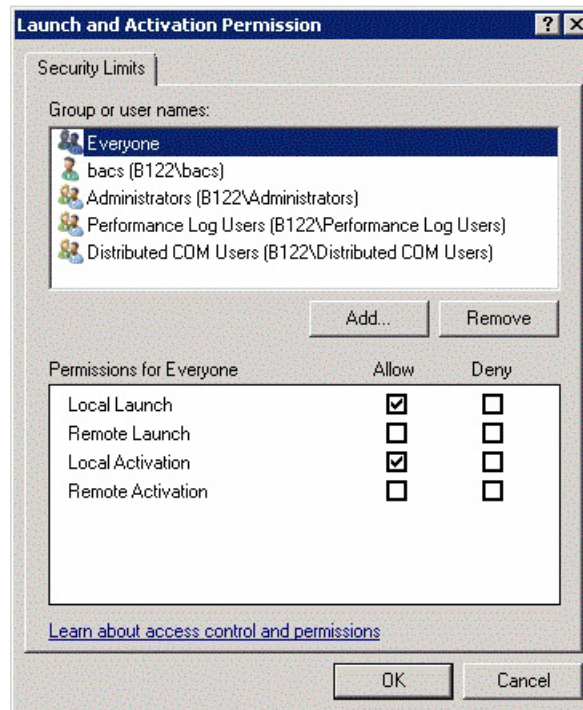 Launch and Activation Permission
Security Limits
Group or user names:
Everyone
bacs (B122\bacs)
Administrators (B122\Administrators)
Performance Log Users (B122\Performance Log Users)
Distributed COM Users (B122\Distributed COM Users)
Add... Remove
Permissions for Everyone Allow Deny
Local Launch
Remote Launch
Local Activation
Remote Activation
Learn about access control and permissions
OK Cancel